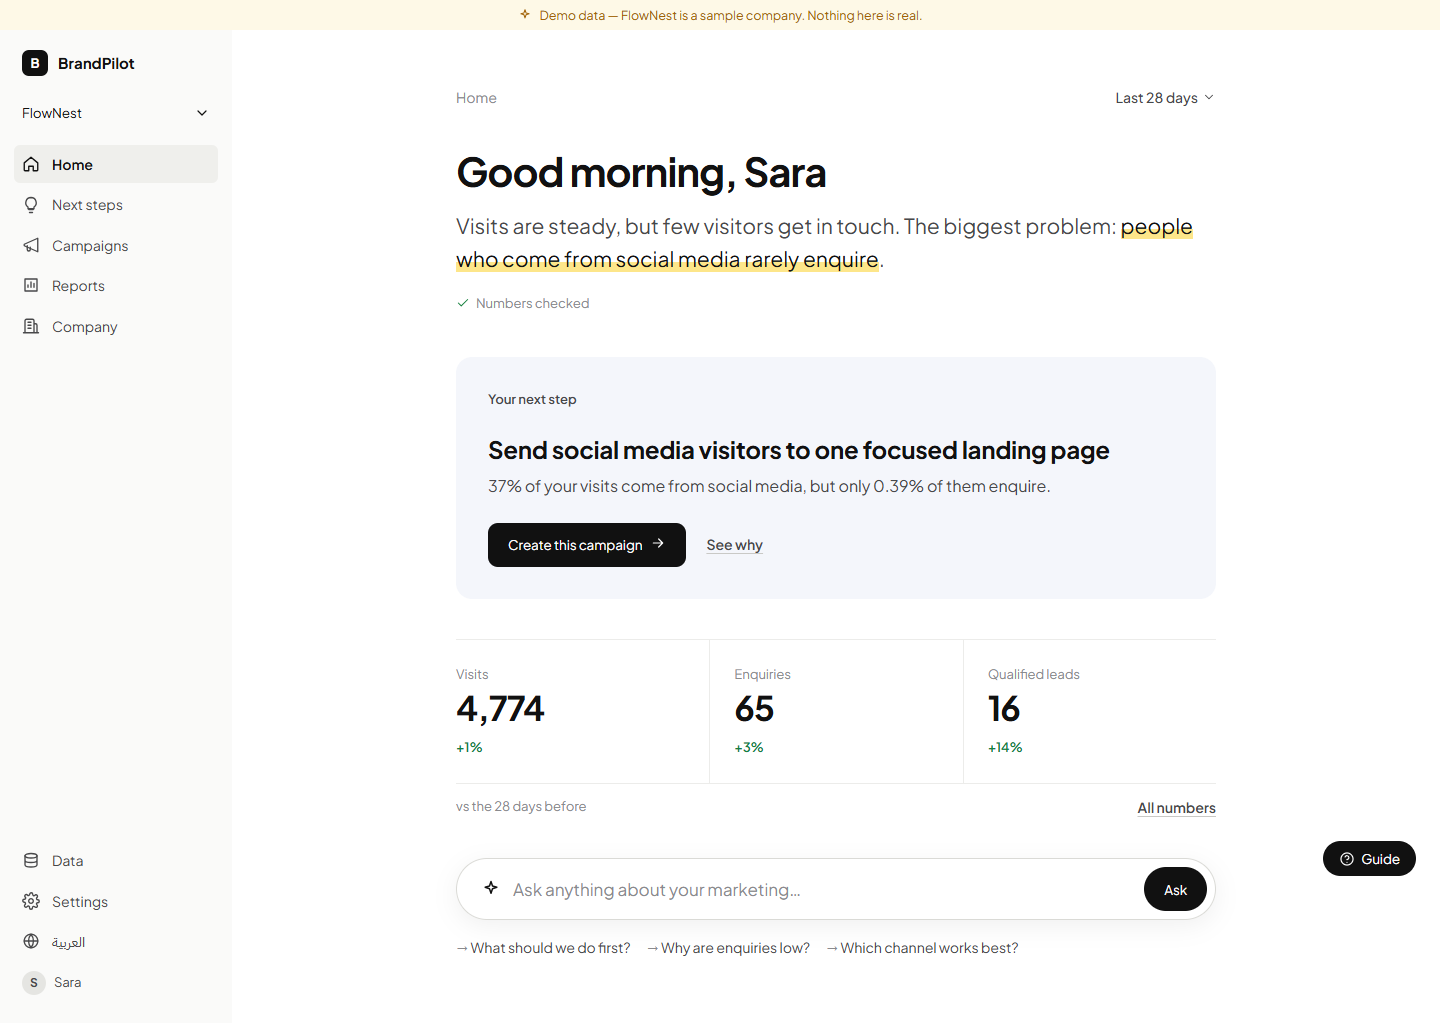 Demo data — FlowNest is a sample company. Nothing here is real.
B BrandPilot
FlowNest
Home
Next steps
Campaigns
Reports
Company
Data
Settings
العربية
S Sara
Home
Last 28 days
Good morning, Sara
Visits are steady, but few visitors get in touch. The biggest problem: people
who come from social media rarely enquire.
Numbers checked
Your next step
Send social media visitors to one focused landing page
37% of your visits come from social media, but only 0.39% of them enquire.
Create this campaign →
See why
Visits
4,774
+1%
Enquiries
65
+3%
Qualified leads
16
+14%
vs the 28 days before
All numbers
Ask anything about your marketing...
Ask
→ What should we do first?
→ Why are enquiries low?
→ Which channel works best?
Guide